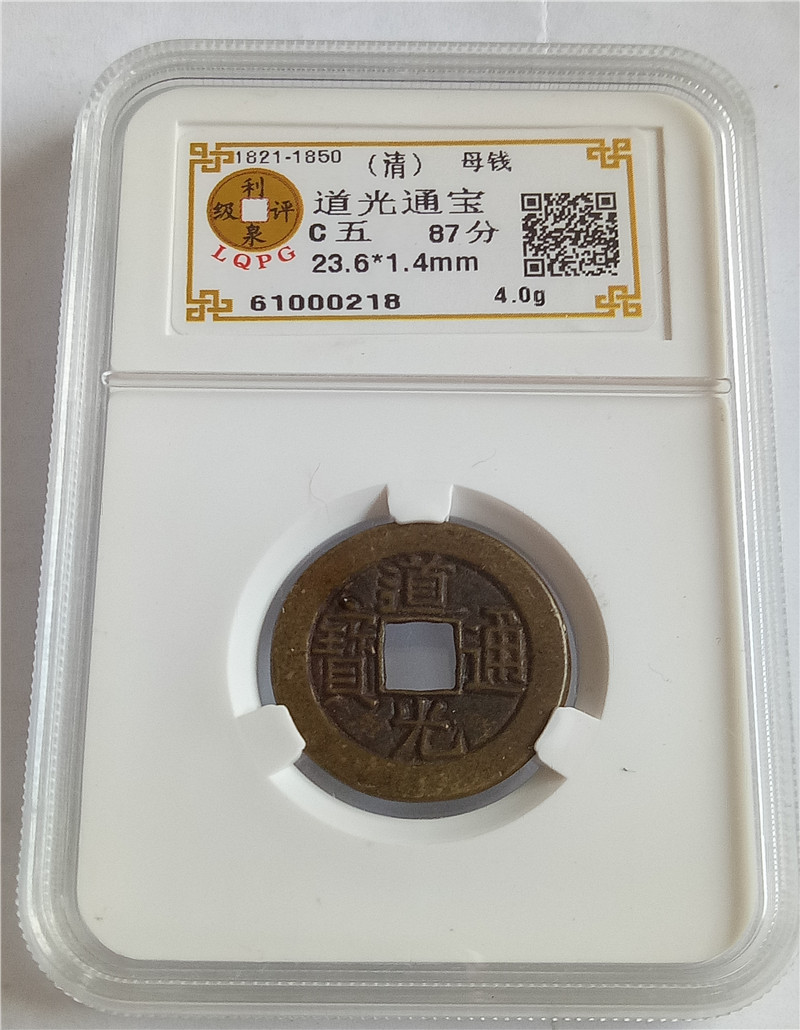 1821-1850 (清) 母钱
利泉评级
LQPG
道光通宝
C五 87分
23.6*1.4mm
61000218 4.0g
道光通寶